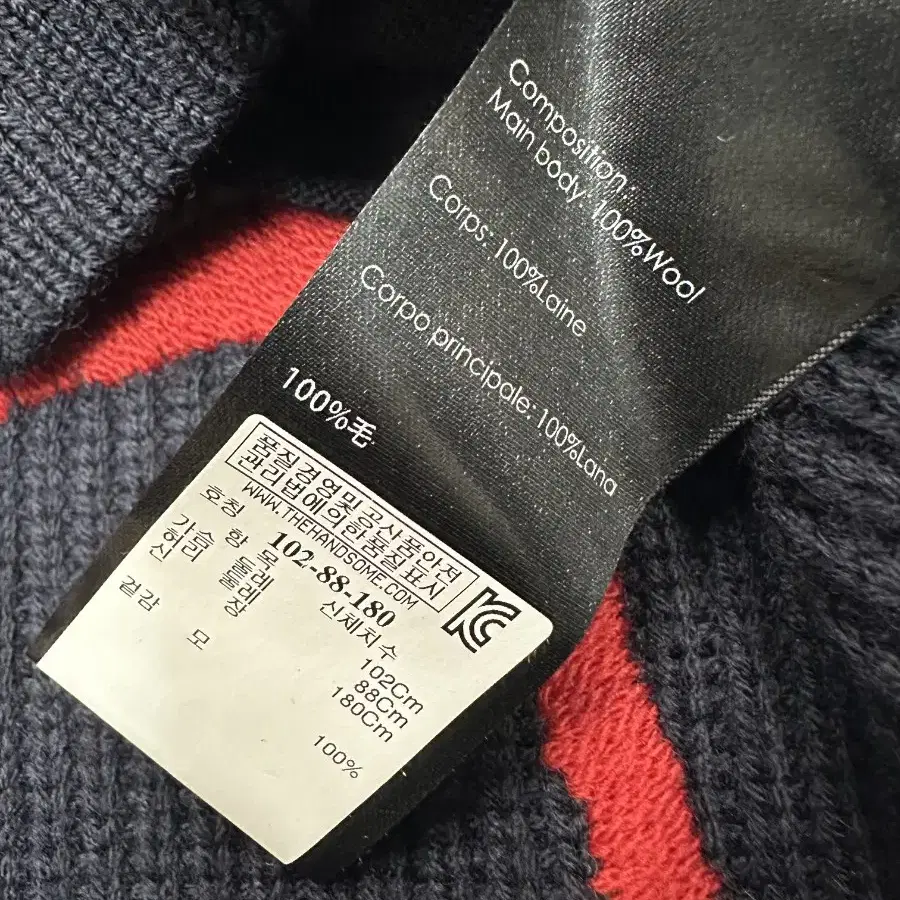 Composition:
Main body: 100%Wool
Corps: 100%Laine
Corpo principale: 100%Lana
100%毛
품질경영및공산품안전
관리법에의한품질표시
WWW.THEHANDSOME.COM
호칭 102-88-180
항 목 신체치수
가슴 둘레 102Cm
허리 둘레 88Cm
신 장 180Cm
겉감 모 100%